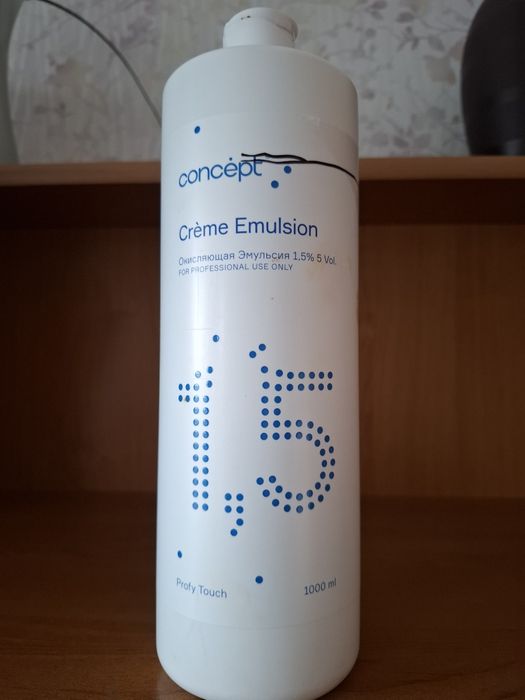 concept
Crème Emulsion
Окисляющая Эмульсия 1,5% 5 Vol.
FOR PROFESSIONAL USE ONLY
1,5
Profy Touch
1000 ml